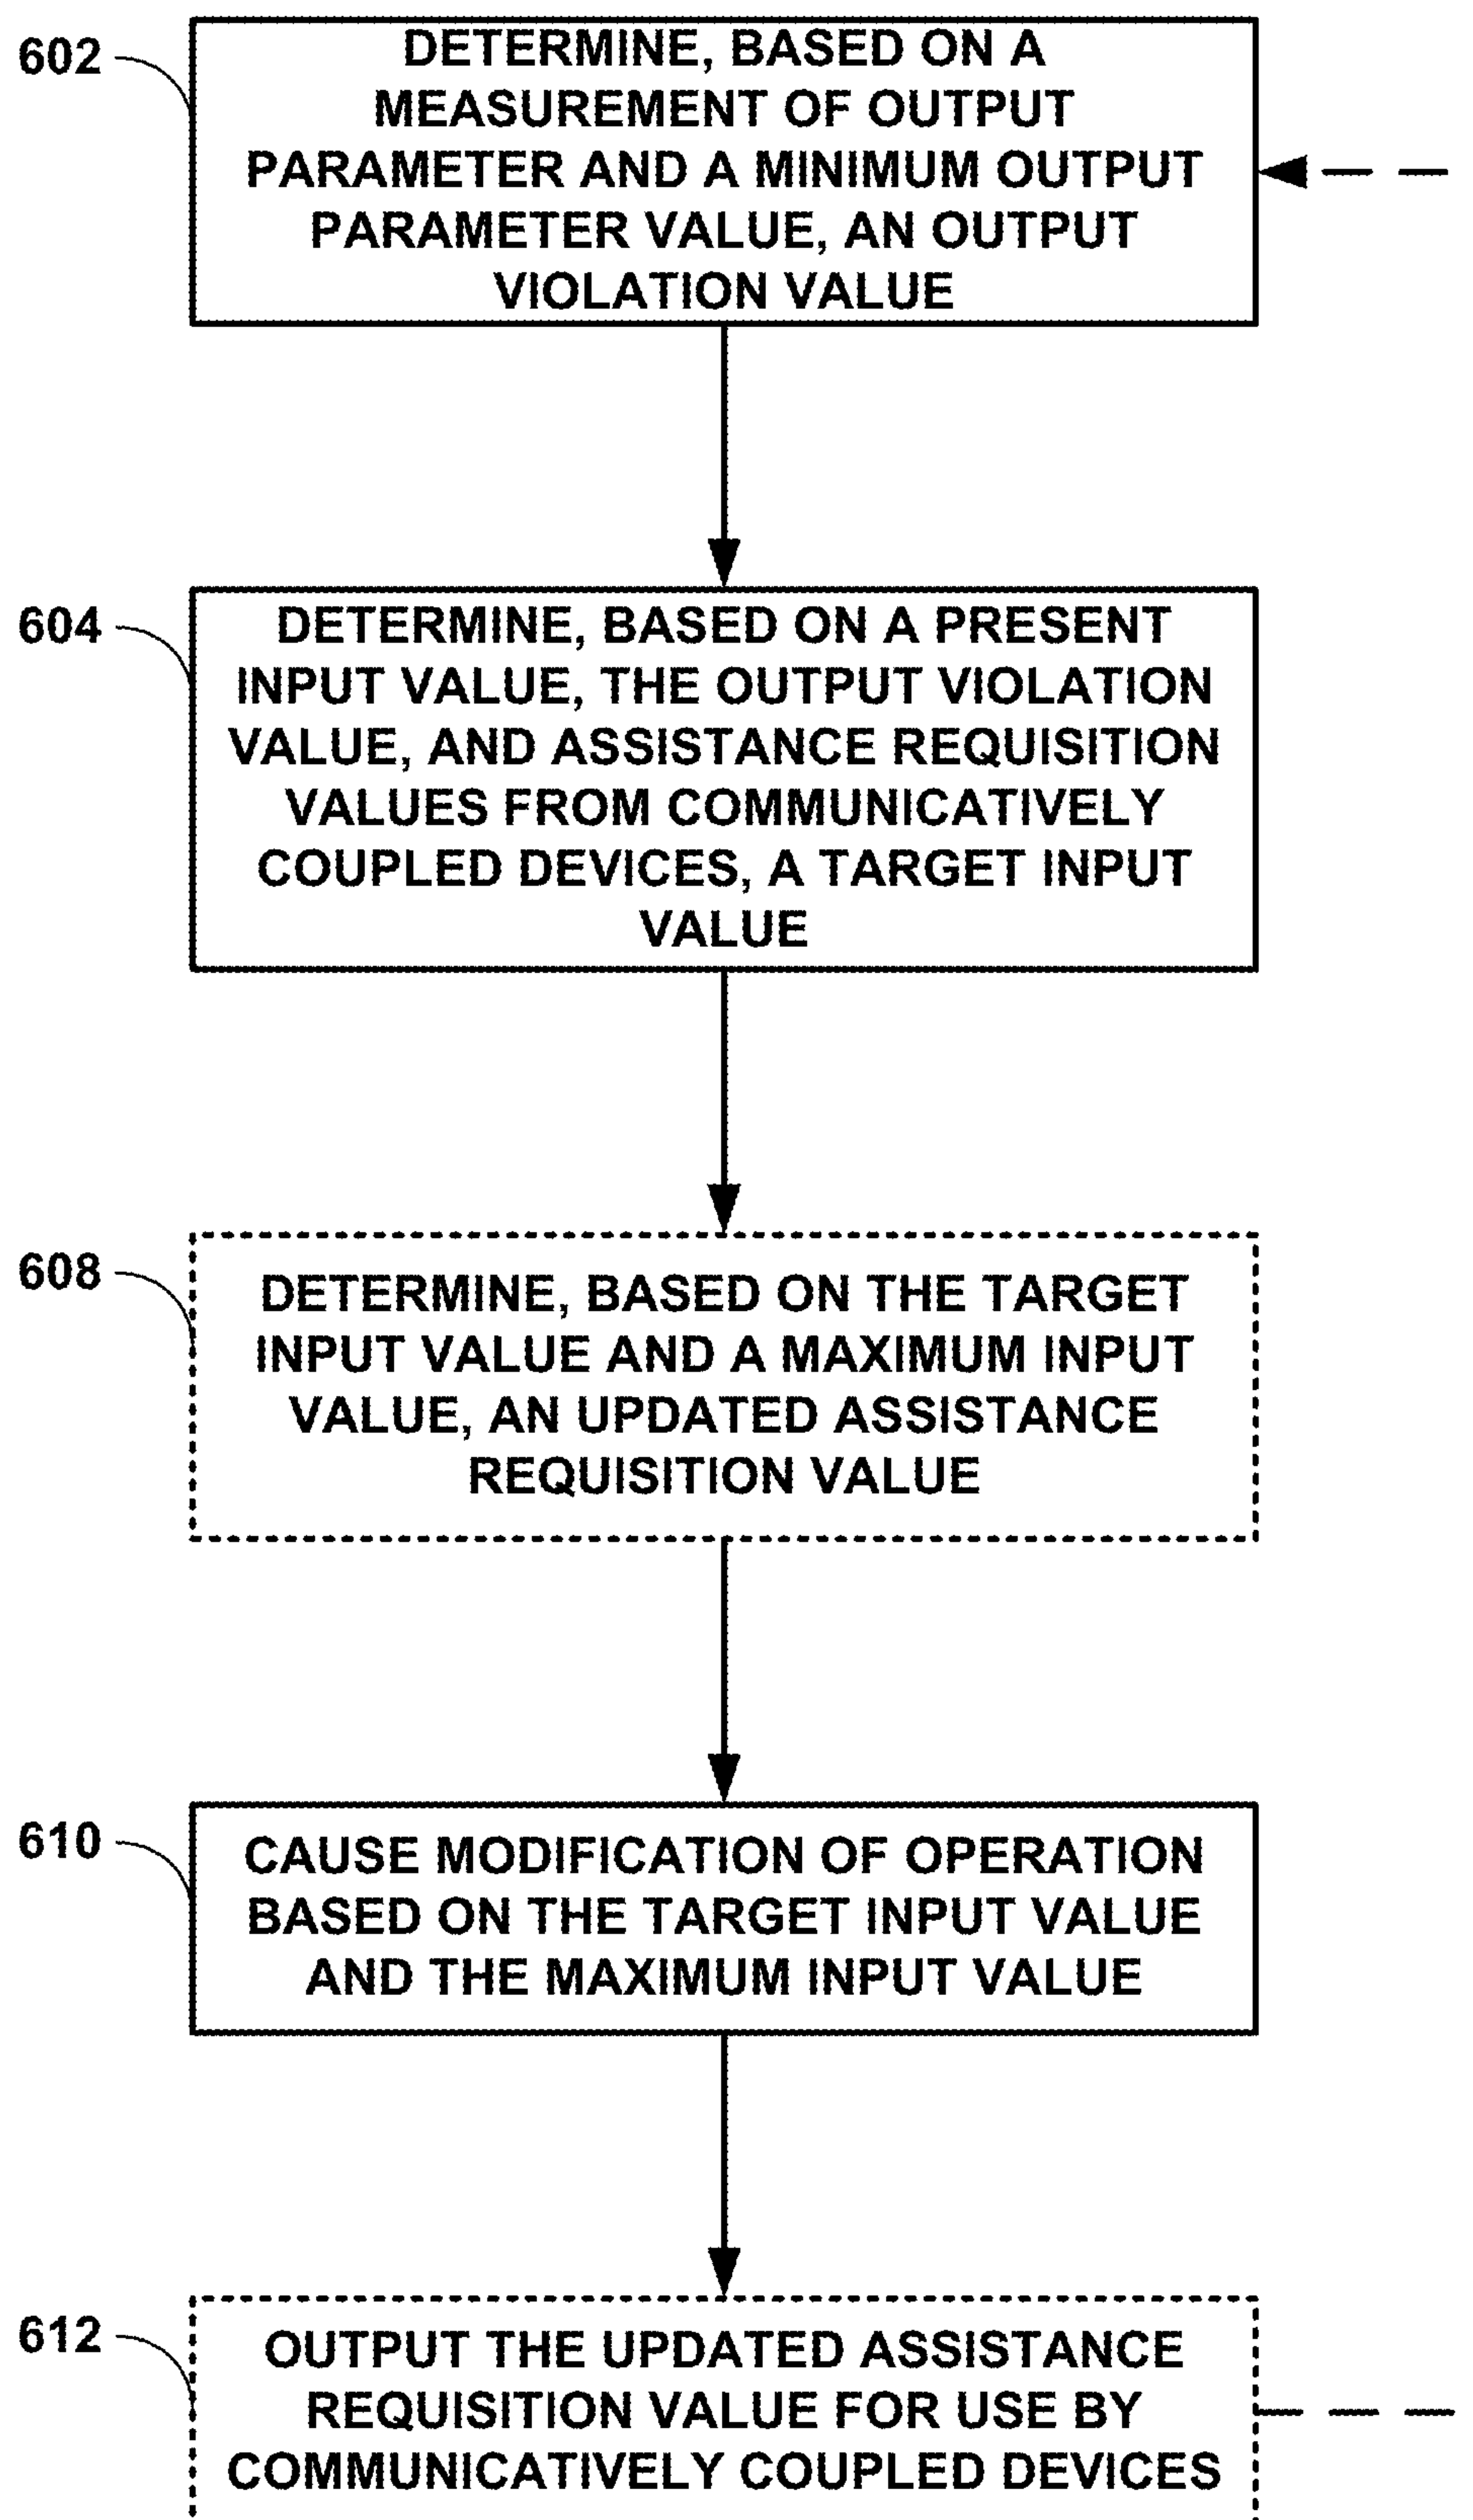 602
DETERMINE, BASED ON A
MEASUREMENT OF OUTPUT
PARAMETER AND A MINIMUM OUTPUT
PARAMETER VALUE, AN OUTPUT
VIOLATION VALUE
604
DETERMINE, BASED ON A PRESENT
INPUT VALUE, THE OUTPUT VIOLATION
VALUE, AND ASSISTANCE REQUISITION
VALUES FROM COMMUNICATIVELY
COUPLED DEVICES, A TARGET INPUT
VALUE
608
DETERMINE, BASED ON THE TARGET
INPUT VALUE AND A MAXIMUM INPUT
VALUE, AN UPDATED ASSISTANCE
REQUISITION VALUE
610
CAUSE MODIFICATION OF OPERATION
BASED ON THE TARGET INPUT VALUE
AND THE MAXIMUM INPUT VALUE
612
OUTPUT THE UPDATED ASSISTANCE
REQUISITION VALUE FOR USE BY
COMMUNICATIVELY COUPLED DEVICES